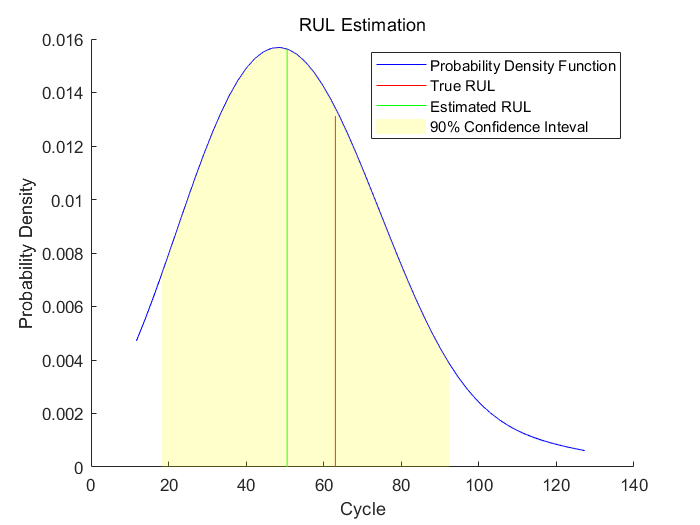 RUL Estimation
0.016
0.014
0.012
0.01
0.008
0.006
0.004
0.002
0
Probability Density
Probability Density Function
True RUL
Estimated RUL
90% Confidence Inteval
0 20 40 60 80 100 120 140
Cycle